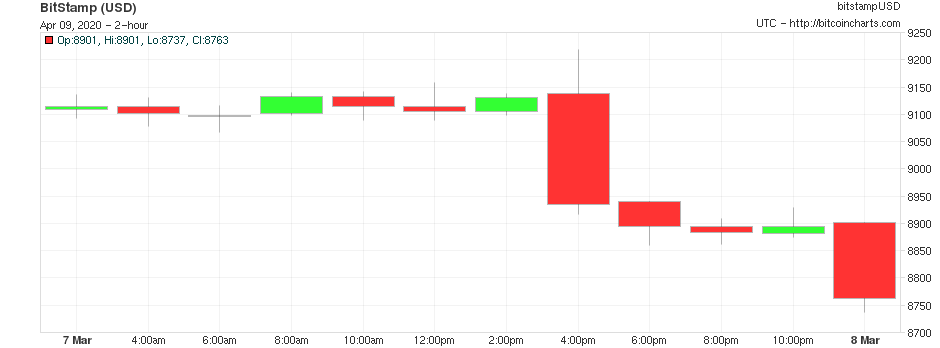 BitStamp (USD)
bitstampUSD
Apr 09, 2020 - 2-hour
UTC - http://bitcoincharts.com
Op:8901, Hi:8901, Lo:8737, Cl:8763
9250
9200
9150
9100
9050
9000
8950
8900
8850
8800
8750
8700
7 Mar 4:00am 6:00am 8:00am 10:00am 12:00pm 2:00pm 4:00pm 6:00pm 8:00pm 10:00pm 8 Mar